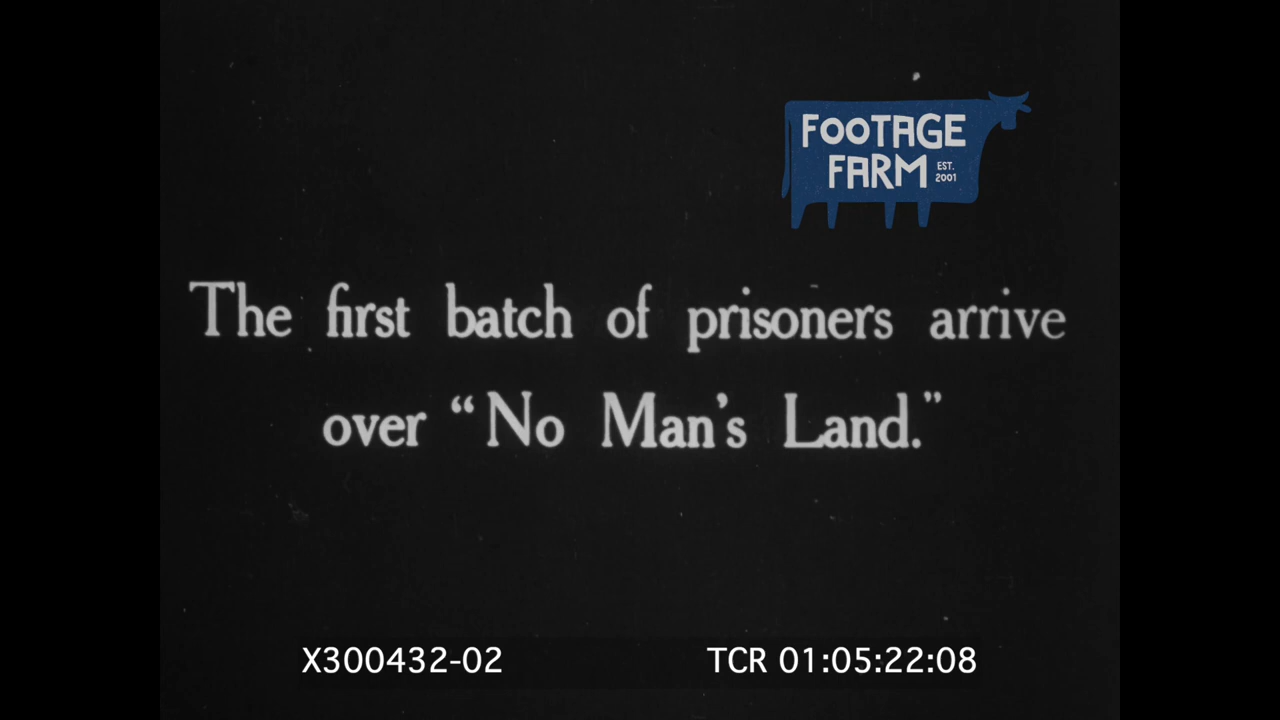 FOOTAGE
FARM
EST.
2001
The first batch of prisoners arrive
over “No Man’s Land.”
X300432-02
TCR 01:05:22:08